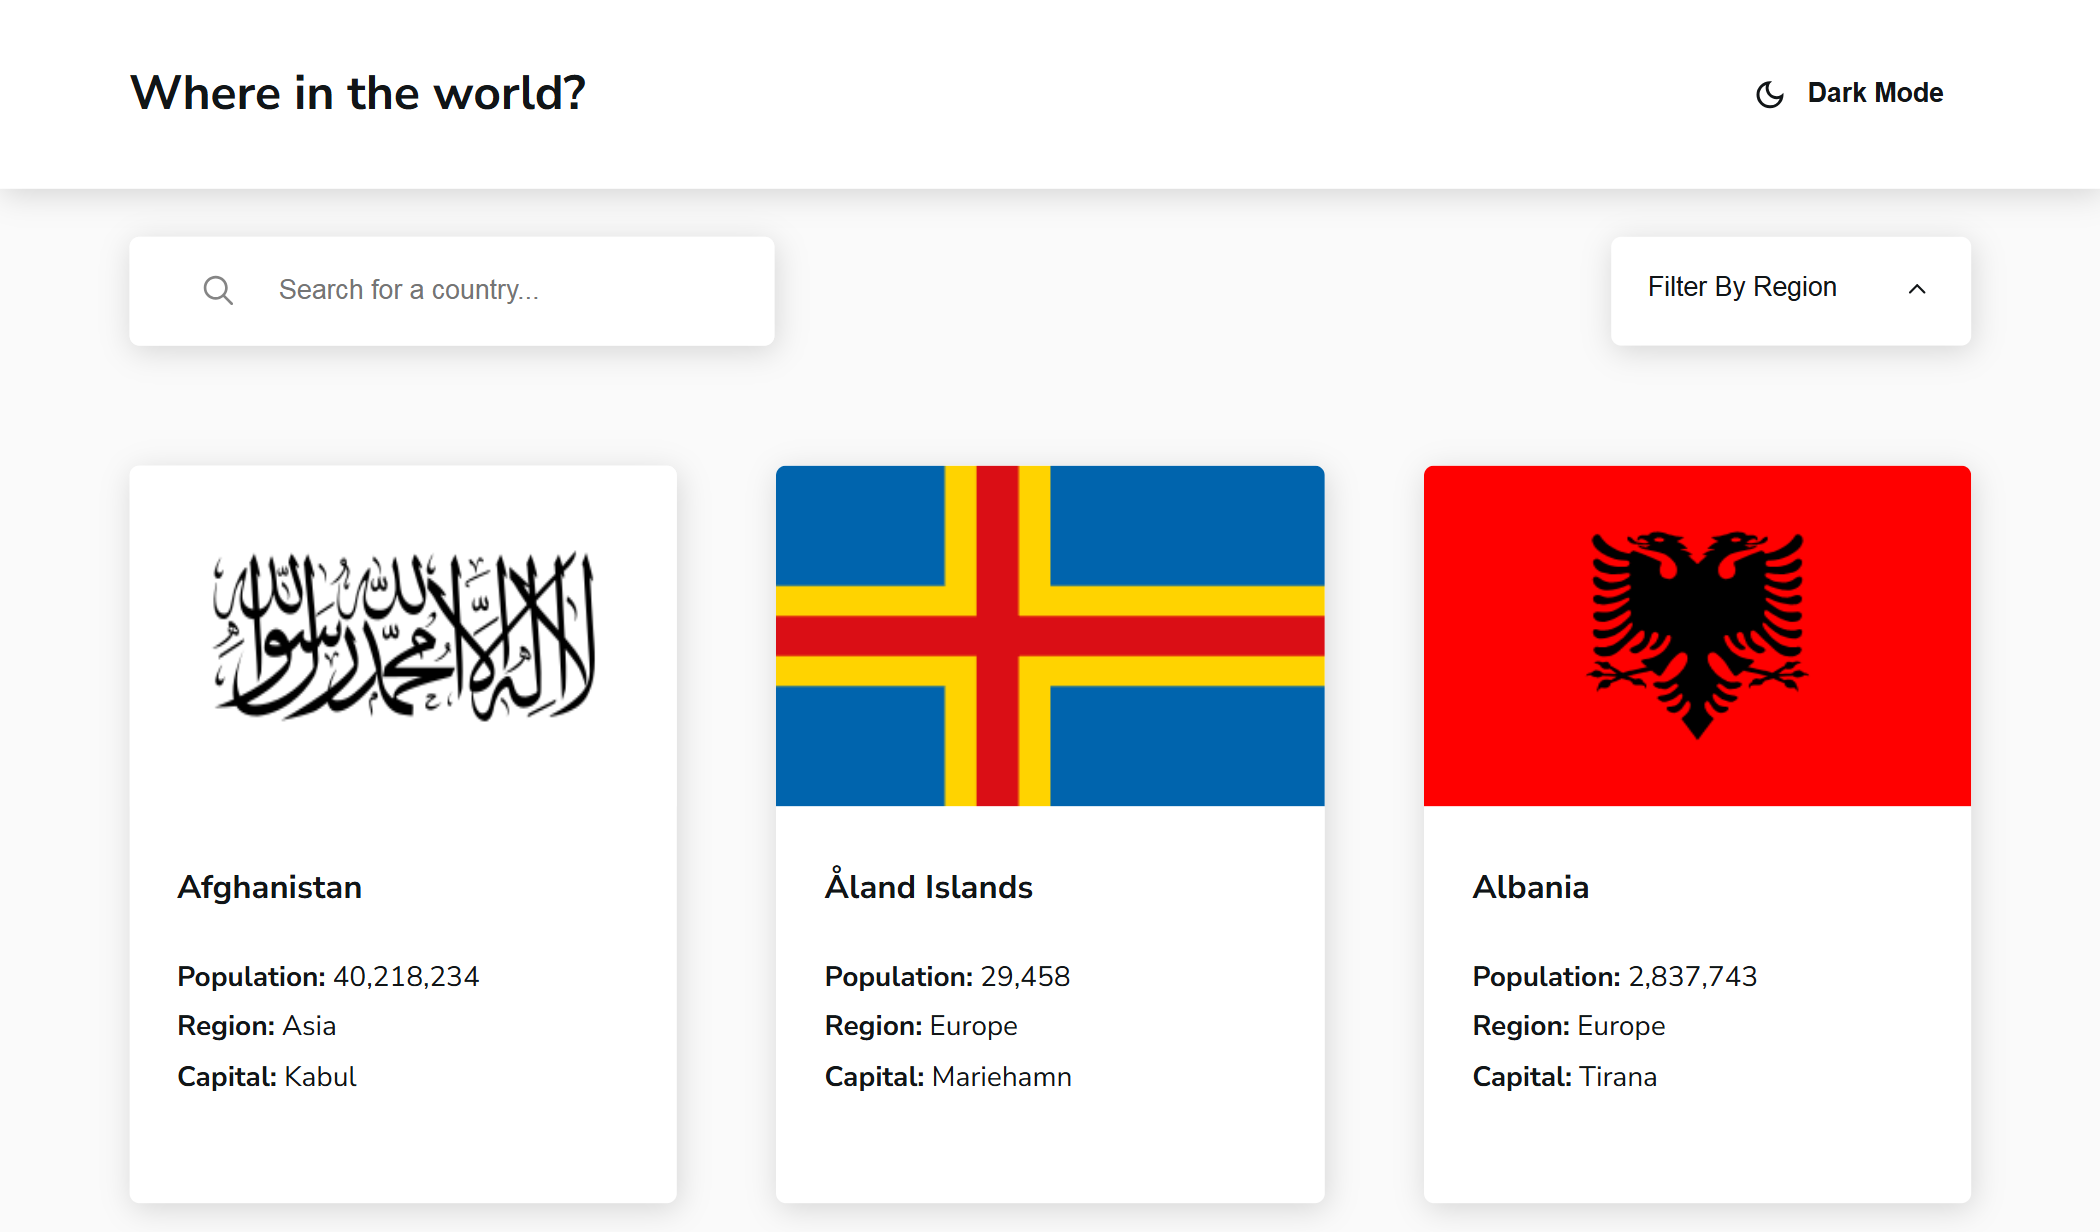 Where in the world?
Dark Mode
Search for a country...
Filter By Region
لا إله إلا الله محمد رسول الله
Afghanistan
Population: 40,218,234
Region: Asia
Capital: Kabul
Åland Islands
Population: 29,458
Region: Europe
Capital: Mariehamn
Albania
Population: 2,837,743
Region: Europe
Capital: Tirana